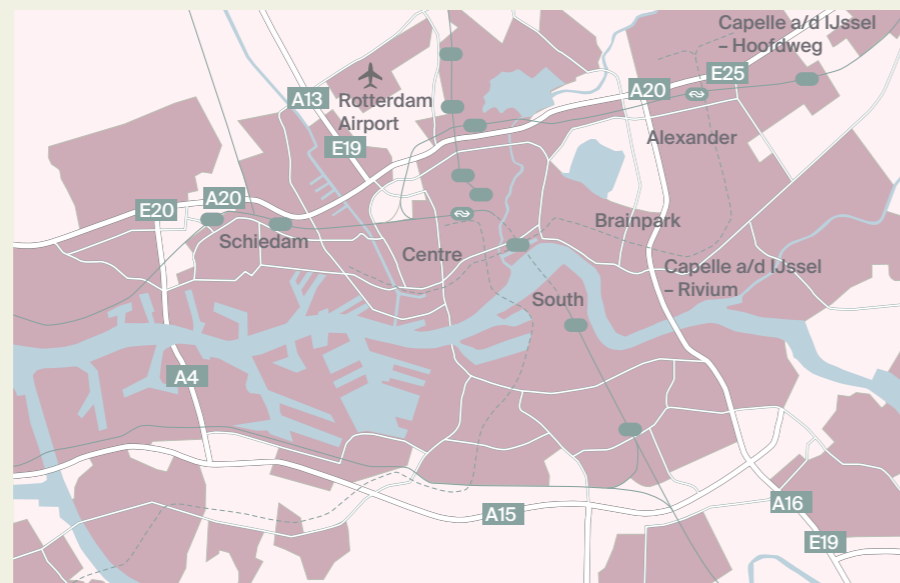 Capelle a/d IJssel
– Hoofdweg
E25
A20
A13
Rotterdam
Airport
E19
Alexander
A20
E20
Schiedam
Brainpark
Centre
Capelle a/d IJssel
– Rivium
South
A4
A15
A16
E19